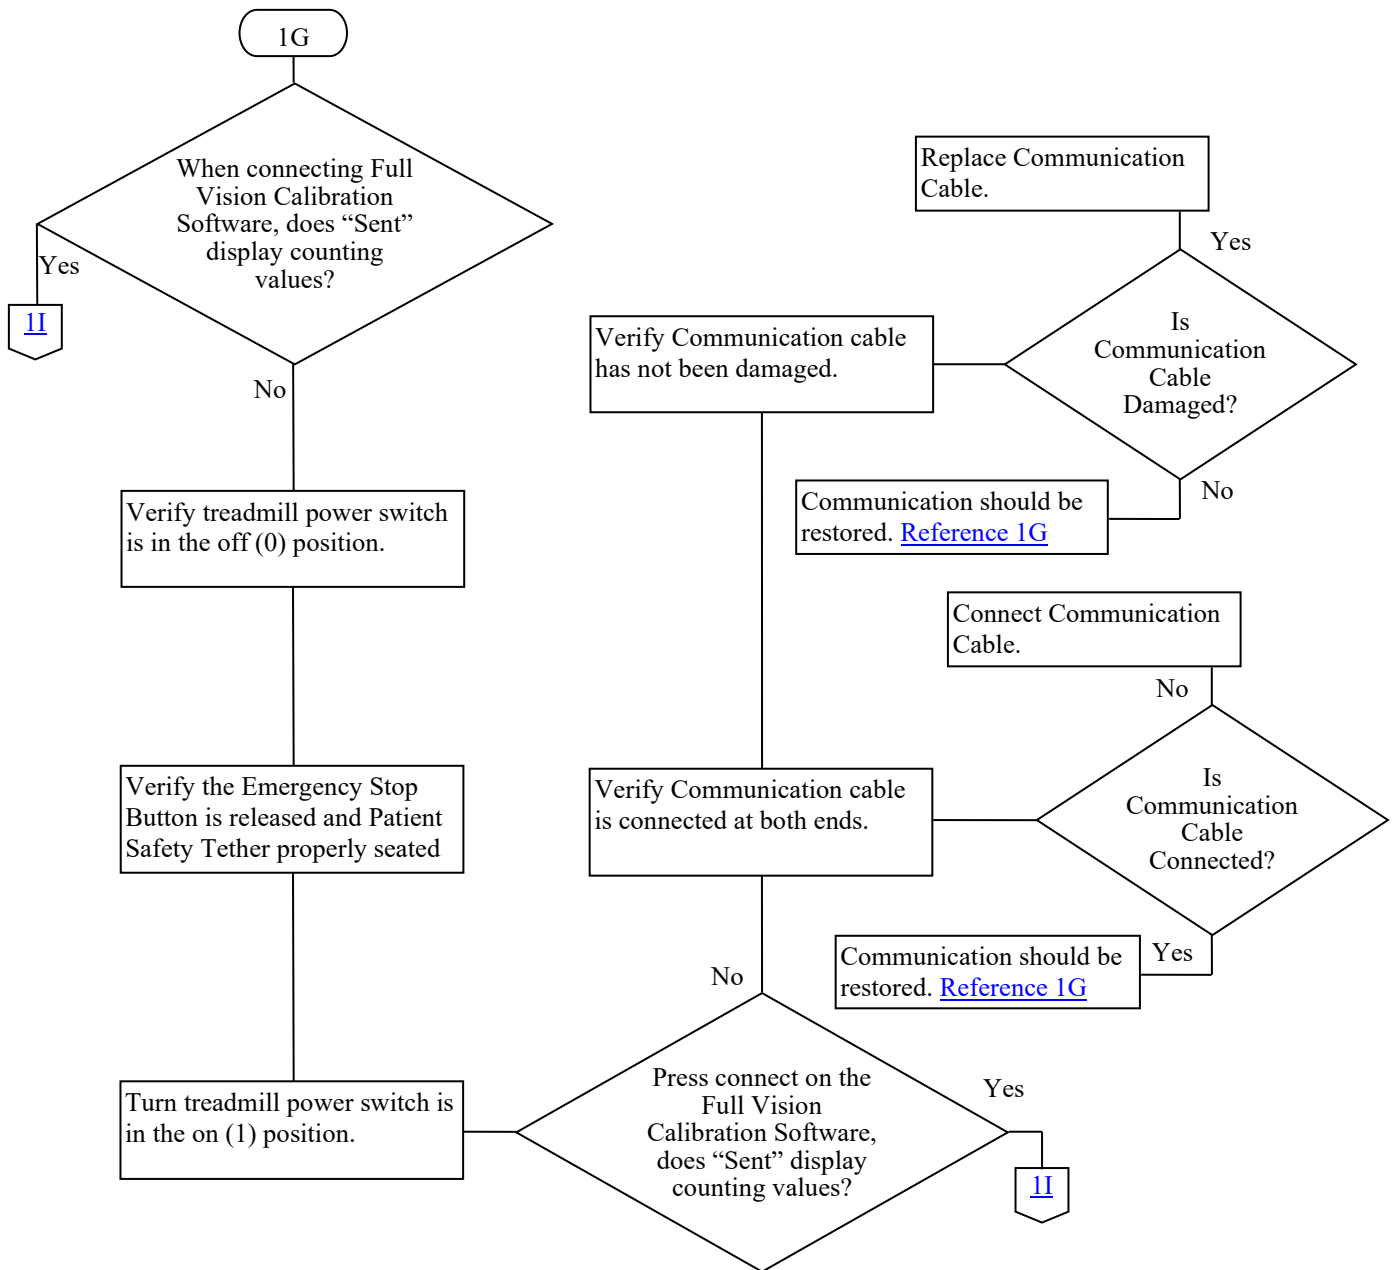 1G
When connecting Full
Vision Calibration
Software, does “Sent”
display counting
values?
Yes
1I
No
Verify treadmill power switch
is in the off (0) position.
Verify the Emergency Stop
Button is released and Patient
Safety Tether properly seated
Turn treadmill power switch is
in the on (1) position.
Press connect on the
Full Vision
Calibration Software,
does “Sent” display
counting values?
Yes
1I
No
Verify Communication cable
is connected at both ends.
Is
Communication
Cable
Connected?
No
Connect Communication
Cable.
Yes
Communication should be
restored. Reference 1G
Verify Communication cable
has not been damaged.
Is
Communication
Cable
Damaged?
Yes
Replace Communication
Cable.
No
Communication should be
restored. Reference 1G